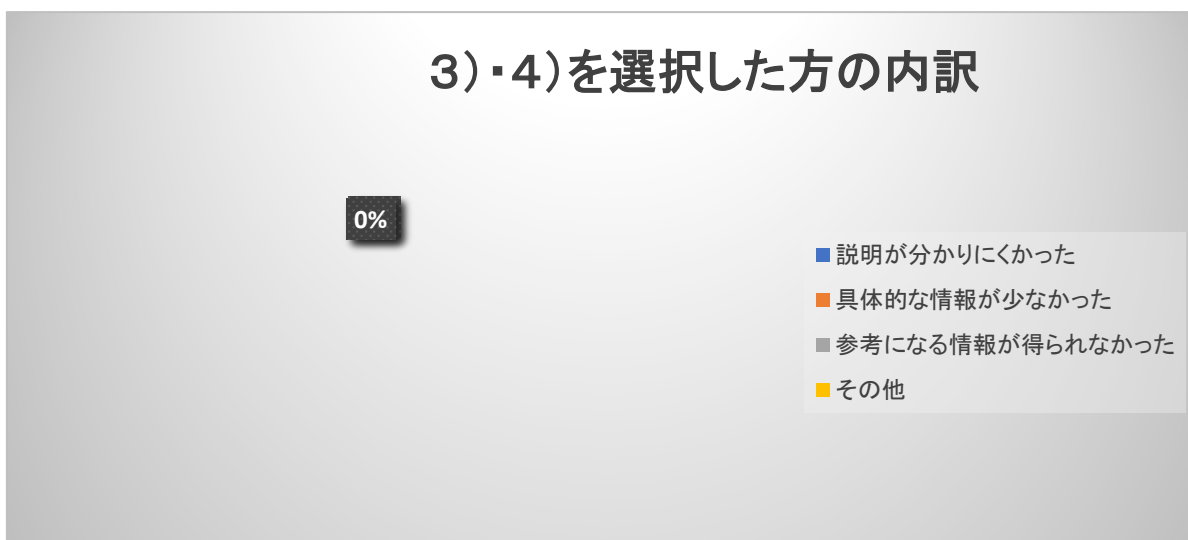 3)・4)を選択した方の内訳
0%
説明が分かりにくかった
具体的な情報が少なかった
参考になる情報が得られなかった
その他